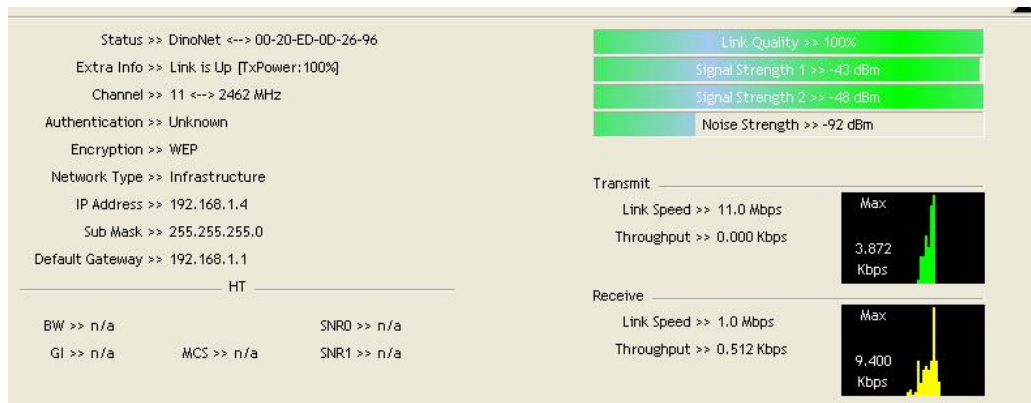 Status >> DinoNet <--> 00-20-ED-0D-26-96
Extra Info >> Link is Up [TxPower:100%]
Channel >> 11 <--> 2462 MHz
Authentication >> Unknown
Encryption >> WEP
Network Type >> Infrastructure
IP Address >> 192.168.1.4
Sub Mask >> 255.255.255.0
Default Gateway >> 192.168.1.1
HT
BW >> n/a SNR0 >> n/a
GI >> n/a MCS >> n/a SNR1 >> n/a
Link Quality >> 100%
Signal Strength 1 >> -43 dBm
Signal Strength 2 >> -48 dBm
Noise Strength >> -92 dBm
Transmit
Link Speed >> 11.0 Mbps
Throughput >> 0.000 Kbps
Max
3.872
Kbps
Receive
Link Speed >> 1.0 Mbps
Throughput >> 0.512 Kbps
Max
9.400
Kbps